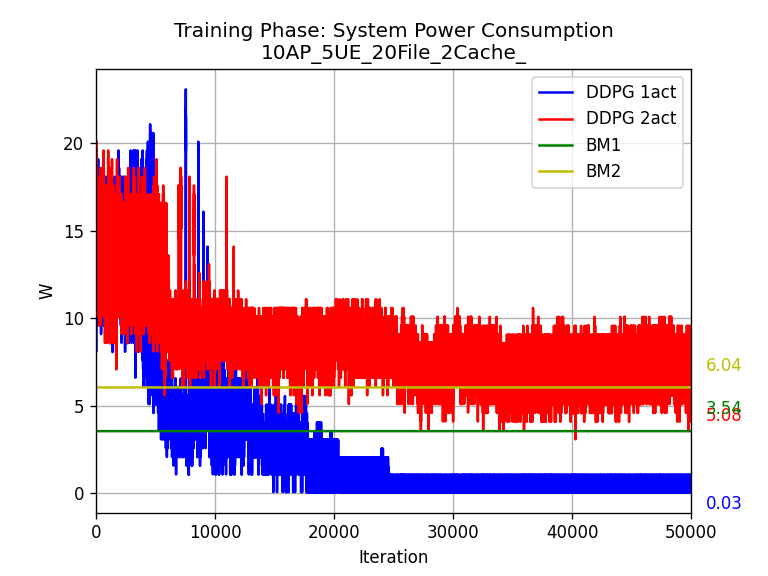 Training Phase: System Power Consumption
10AP_5UE_20File_2Cache_
W
20
15
10
5
0
0
10000
20000
30000
40000
50000
Iteration
DDPG 1act
DDPG 2act
BM1
BM2
6.04
3.54
5.08
0.03